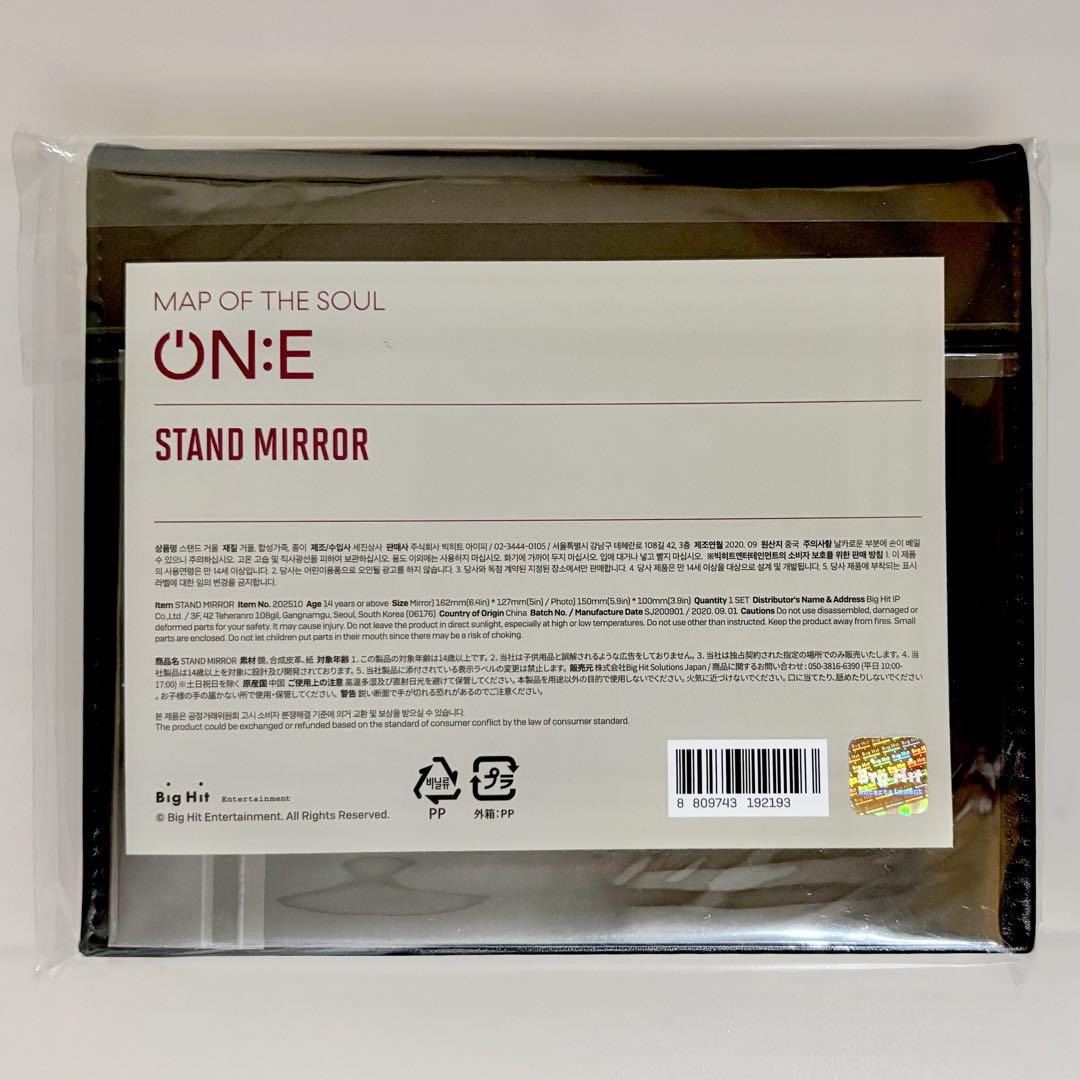 MAP OF THE SOUL
ON:E
STAND MIRROR
상품명 스탠드 거울 재질 거울, 합성가죽, 종이 제조/수입사 세진상사 판매사 주식회사 빅히트 아이피 / 02-3444-0105 / 서울특별시 강남구 테헤란로 108길 42, 3층 제조연월 2020. 09 원산지 중국 주의사항 날카로운 부분에 손이 베일
수 있으니 주의하십시오. 고온 고습 및 직사광선을 피하여 보관하십시오. 용도 이외에는 사용하지 마십시오. 화기에 가까이 두지 마십시오. 입에 대거나 넣고 빨지 마십시오. ※빅히트엔터테인먼트의 소비자 보호를 위한 판매 방침 1. 이 제품
의 사용연령은 만 14세 이상입니다. 2. 당사는 어린이용품으로 오인될 광고를 하지 않습니다. 3. 당사와 독점 계약된 지정된 장소에서만 판매합니다. 4. 당사 제품은 만 14세 이상을 대상으로 설계 및 개발됩니다. 5. 당사 제품에 부착되는 표시
라벨에 대한 임의 변경을 금지합니다.
Item STAND MIRROR Item No. 202510 Age 14 years or above Size Mirror) 162mm(6.4in) * 127mm(5in) / Photo) 150mm(5.9in) * 100mm(3.9in) Quantity 1 SET Distributor's Name & Address Big Hit IP
Co.,Ltd. / 3F, 42 Teheranro 108gil, Gangnamgu, Seoul, South Korea [06176] Country of Origin China Batch No. / Manufacture Date SJ200901 / 2020. 09. 01 Cautions Do not use disassembled, damaged or
deformed parts for your safety. It may cause injury. Do not leave the product in direct sunlight, especially at high or low temperatures. Do not use other than instructed. Keep the product away from fires. Small
parts are enclosed. Do not let children put parts in their mouth since there may be a risk of choking.
商品名 STAND MIRROR 素材 鏡、合成皮革、紙 対象年齢 1. この製品の対象年齢は14歳以上です。2. 当社は子供用品と誤解されるような広告をしておりません。3. 当社は独占契約された指定の場所でのみ販売いたします。4. 当
社製品は14歳以上を対象に設計及び開発されております。5. 当社製品に添付されている表示ラベルの変更は禁止します。販売元 株式会社Big Hit Solutions Japan / 商品に関するお問い合わせ : 050-3816-6390 (平日 10:00-
17:00) ※土日祝日を除く 原産国 中国 ご使用上の注意 高温多湿及び直射日光を避けて保管してください。本製品を用途以外の目的で使用しないでください。火気に近づけないでください。口に当てたり、舐めたりしないでください
。お子様の手の届かない所で使用・保管してください。警告 鋭い断面で手が切れる恐れがあるのでご注意ください。
본 제품은 공정거래위원회 고시 소비자 분쟁해결 기준에 의거 교환 및 보상을 받으실 수 있습니다.
The product could be exchanged or refunded based on the standard of consumer conflict by the law of consumer standard.
Big Hit Entertainment
© Big Hit Entertainment. All Rights Reserved.
비닐류
PP
プラ
外箱:PP
8 809743 192193
Big Hit
Entertainment